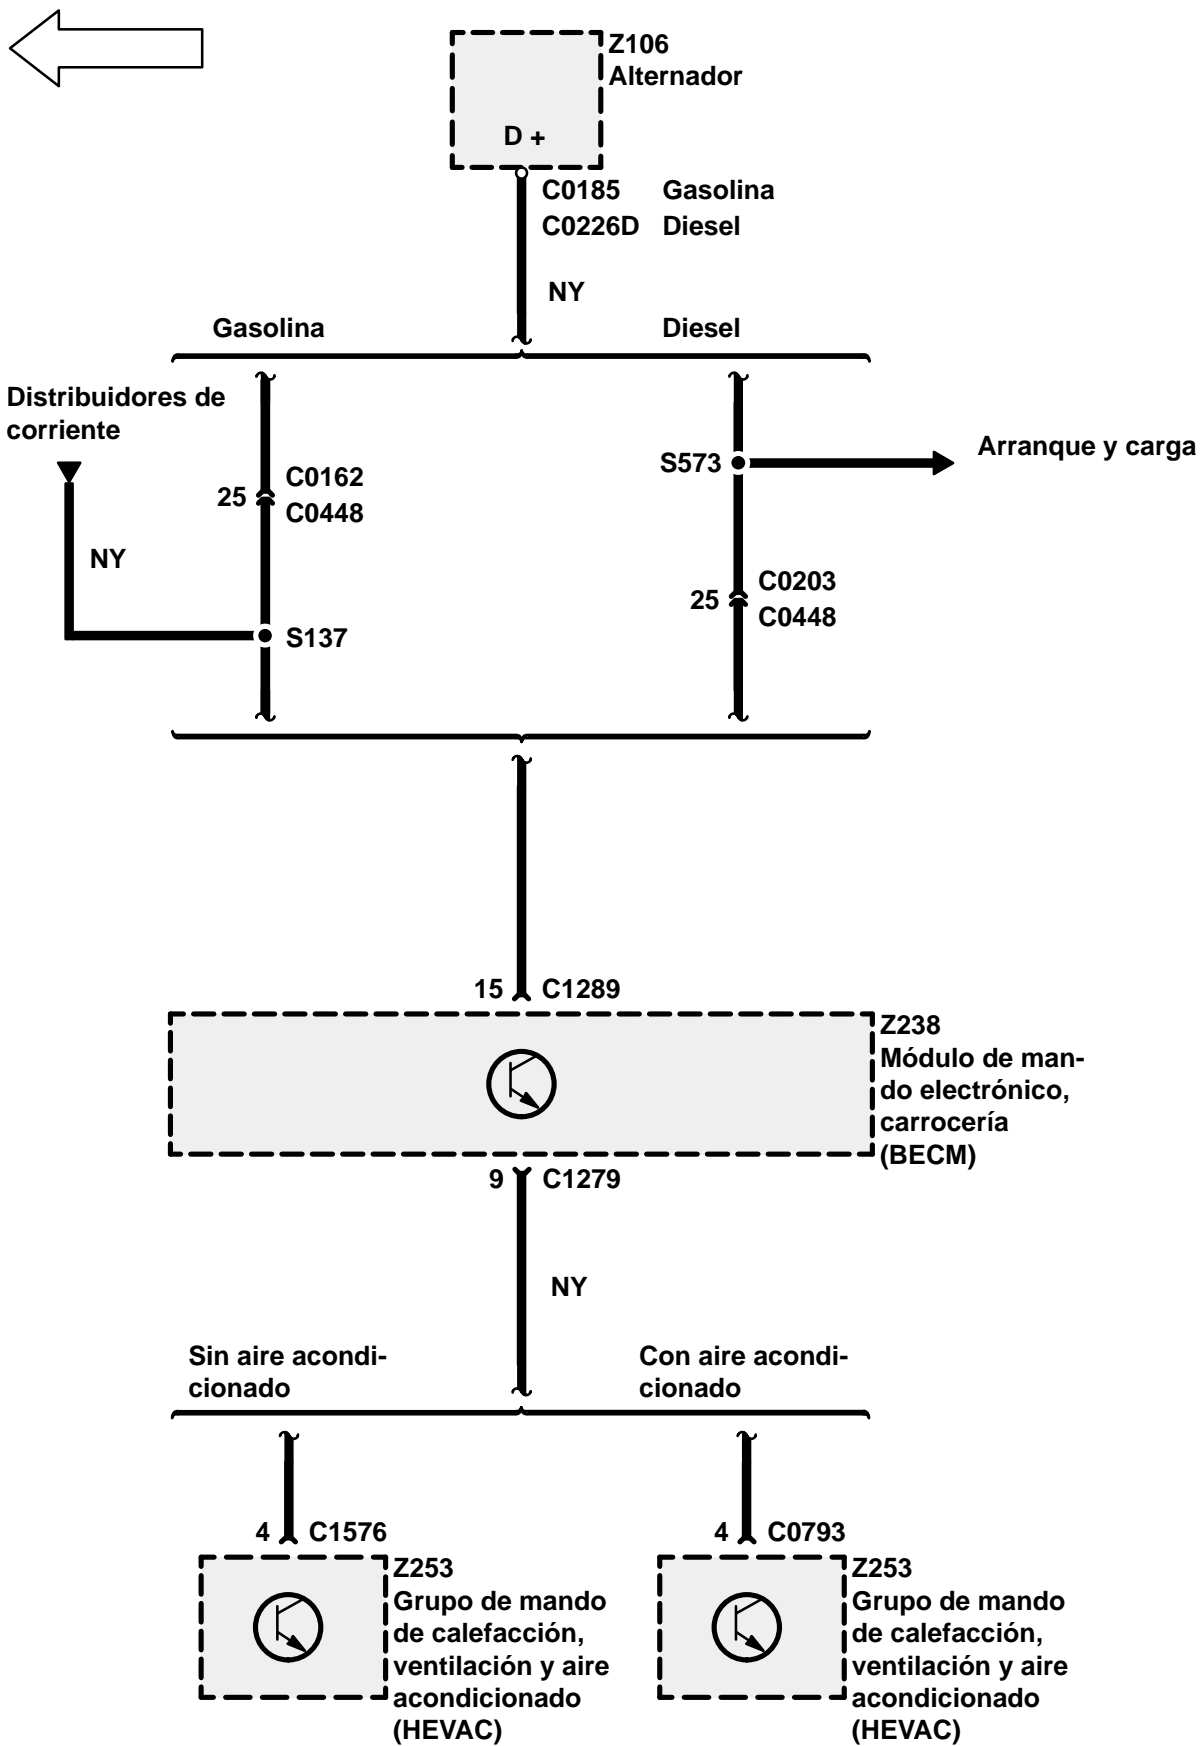 Z106
Alternador
D +
C0185 Gasolina
C0226D Diesel
NY
Gasolina
Diesel
Distribuidores de
corriente
Arranque y carga
S573
C0162
25
C0448
NY
C0203
25
C0448
S137
15 C1289
Z238
Módulo de man-
do electrónico,
carrocería
(BECM)
9 C1279
NY
Sin aire acondi-
cionado
Con aire acondi-
cionado
4 C1576
4 C0793
Z253
Grupo de mando
de calefacción,
ventilación y aire
acondicionado
(HEVAC)
Z253
Grupo de mando
de calefacción,
ventilación y aire
acondicionado
(HEVAC)